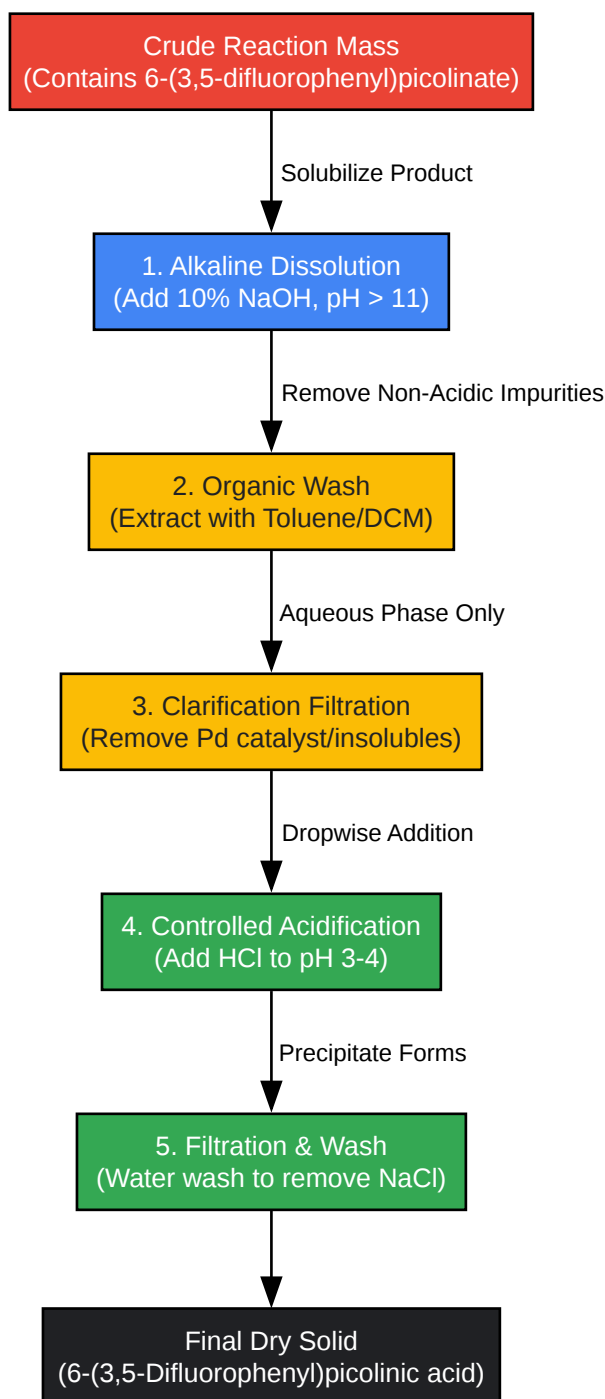 Crude Reaction Mass
(Contains 6-(3,5-difluorophenyl)picolinate)
Solubilize Product
1. Alkaline Dissolution
(Add 10% NaOH, pH > 11)
Remove Non-Acidic Impurities
2. Organic Wash
(Extract with Toluene/DCM)
Aqueous Phase Only
3. Clarification Filtration
(Remove Pd catalyst/insolubles)
Dropwise Addition
4. Controlled Acidification
(Add HCl to pH 3-4)
Precipitate Forms
5. Filtration & Wash
(Water wash to remove NaCl)
Final Dry Solid
(6-(3,5-Difluorophenyl)picolinic acid)